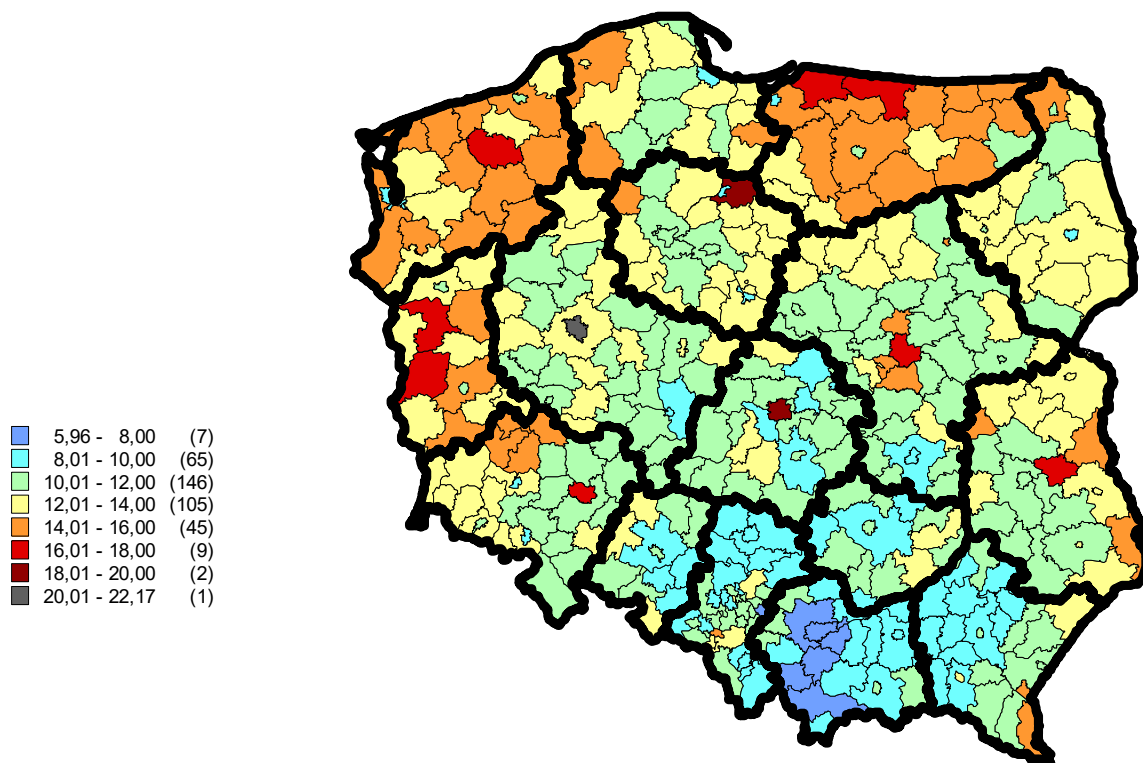 5,96 - 8,00 (7)
8,01 - 10,00 (65)
10,01 - 12,00 (146)
12,01 - 14,00 (105)
14,01 - 16,00 (45)
16,01 - 18,00 (9)
18,01 - 20,00 (2)
20,01 - 22,17 (1)